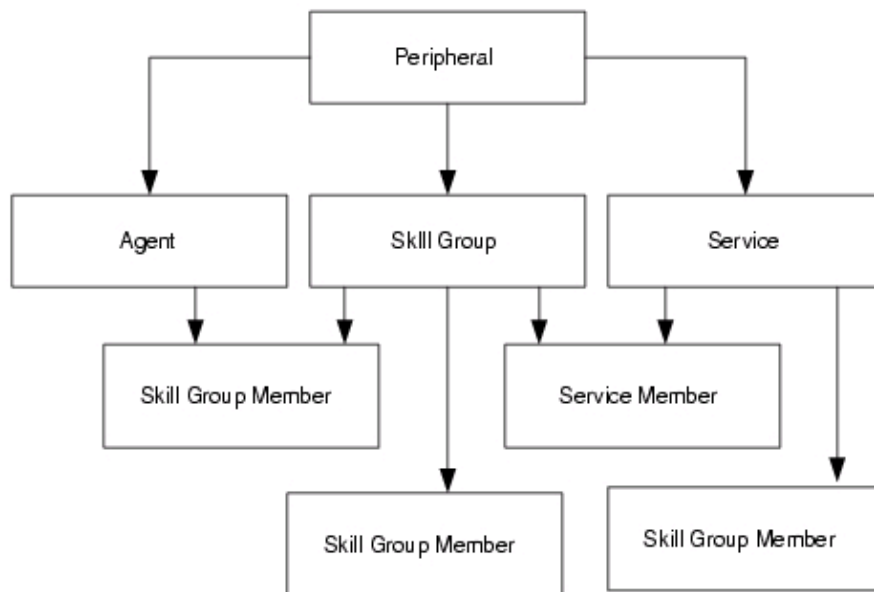 Peripheral
Agent
Skill Group
Service
Skill Group Member
Service Member
Skill Group Member
Skill Group Member